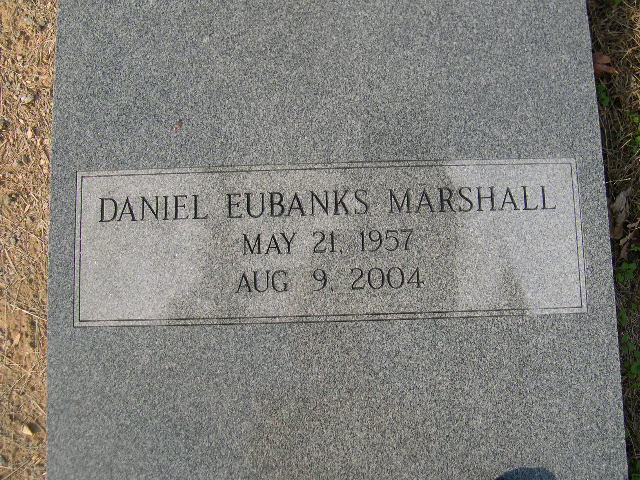 DANIEL EUBANKS MARSHALL
MAY 21, 1957
AUG 9, 2004